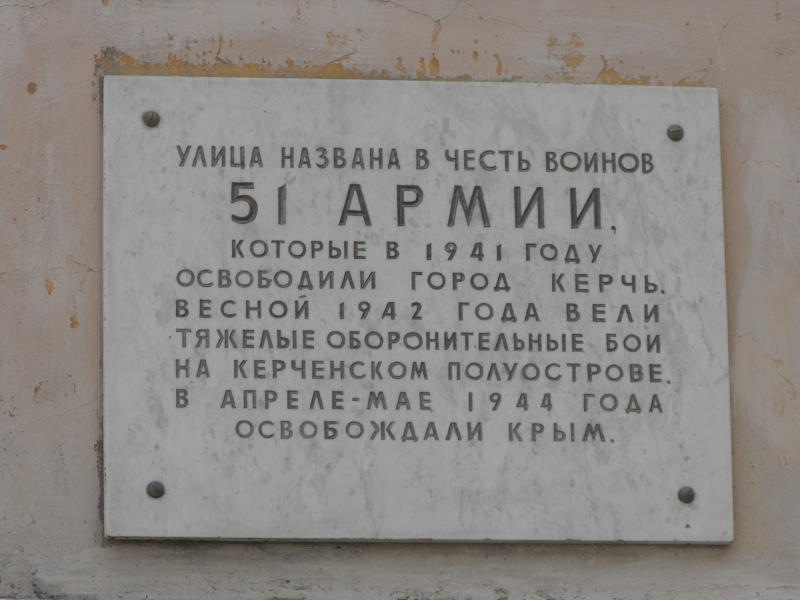 УЛИЦА НАЗВАНА В ЧЕСТЬ ВОИНОВ
51 АРМИИ,
КОТОРЫЕ В 1941 ГОДУ
ОСВОБОДИЛИ ГОРОД КЕРЧЬ.
ВЕСНОЙ 1942 ГОДА ВЕЛИ
ТЯЖЕЛЫЕ ОБОРОНИТЕЛЬНЫЕ БОИ
НА КЕРЧЕНСКОМ ПОЛУОСТРОВЕ.
В АПРЕЛЕ-МАЕ 1944 ГОДА
ОСВОБОЖДАЛИ КРЫМ.